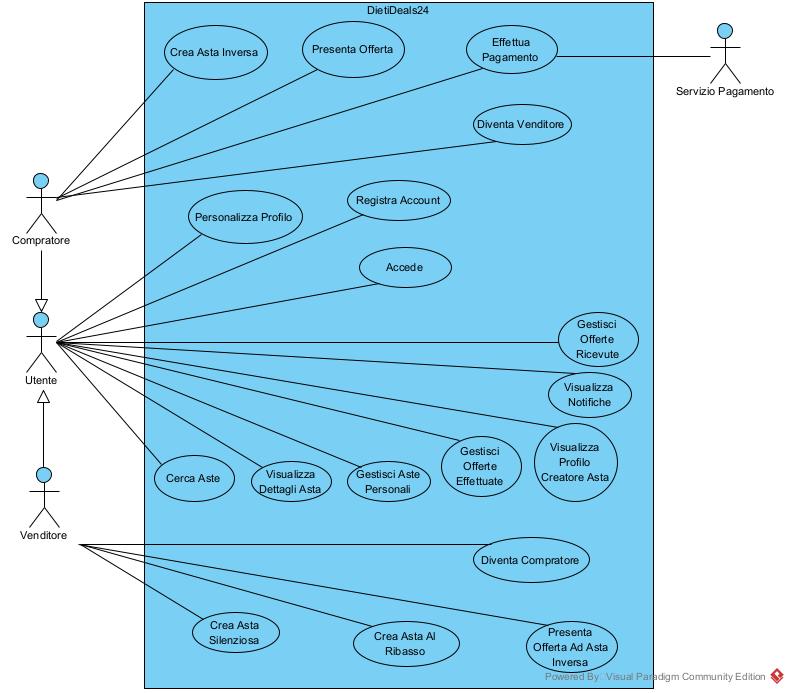 DietiDeals24
Crea Asta Inversa
Presenta Offerta
Effettua
Pagamento
Servizio Pagamento
Diventa Venditore
Compratore
Personalizza Profilo
Registra Account
Accede
Gestisci
Offerte
Ricevute
Utente
Visualizza
Notifiche
Cerca Aste
Visualizza
Dettagli Asta
Gestisci Aste
Personali
Gestisci
Offerte
Effettuate
Visualizza
Profilo
Creatore Asta
Venditore
Diventa Compratore
Crea Asta
Silenziosa
Crea Asta Al
Ribasso
Presenta
Offerta Ad Asta
Inversa
Powered By: Visual Paradigm Community Edition